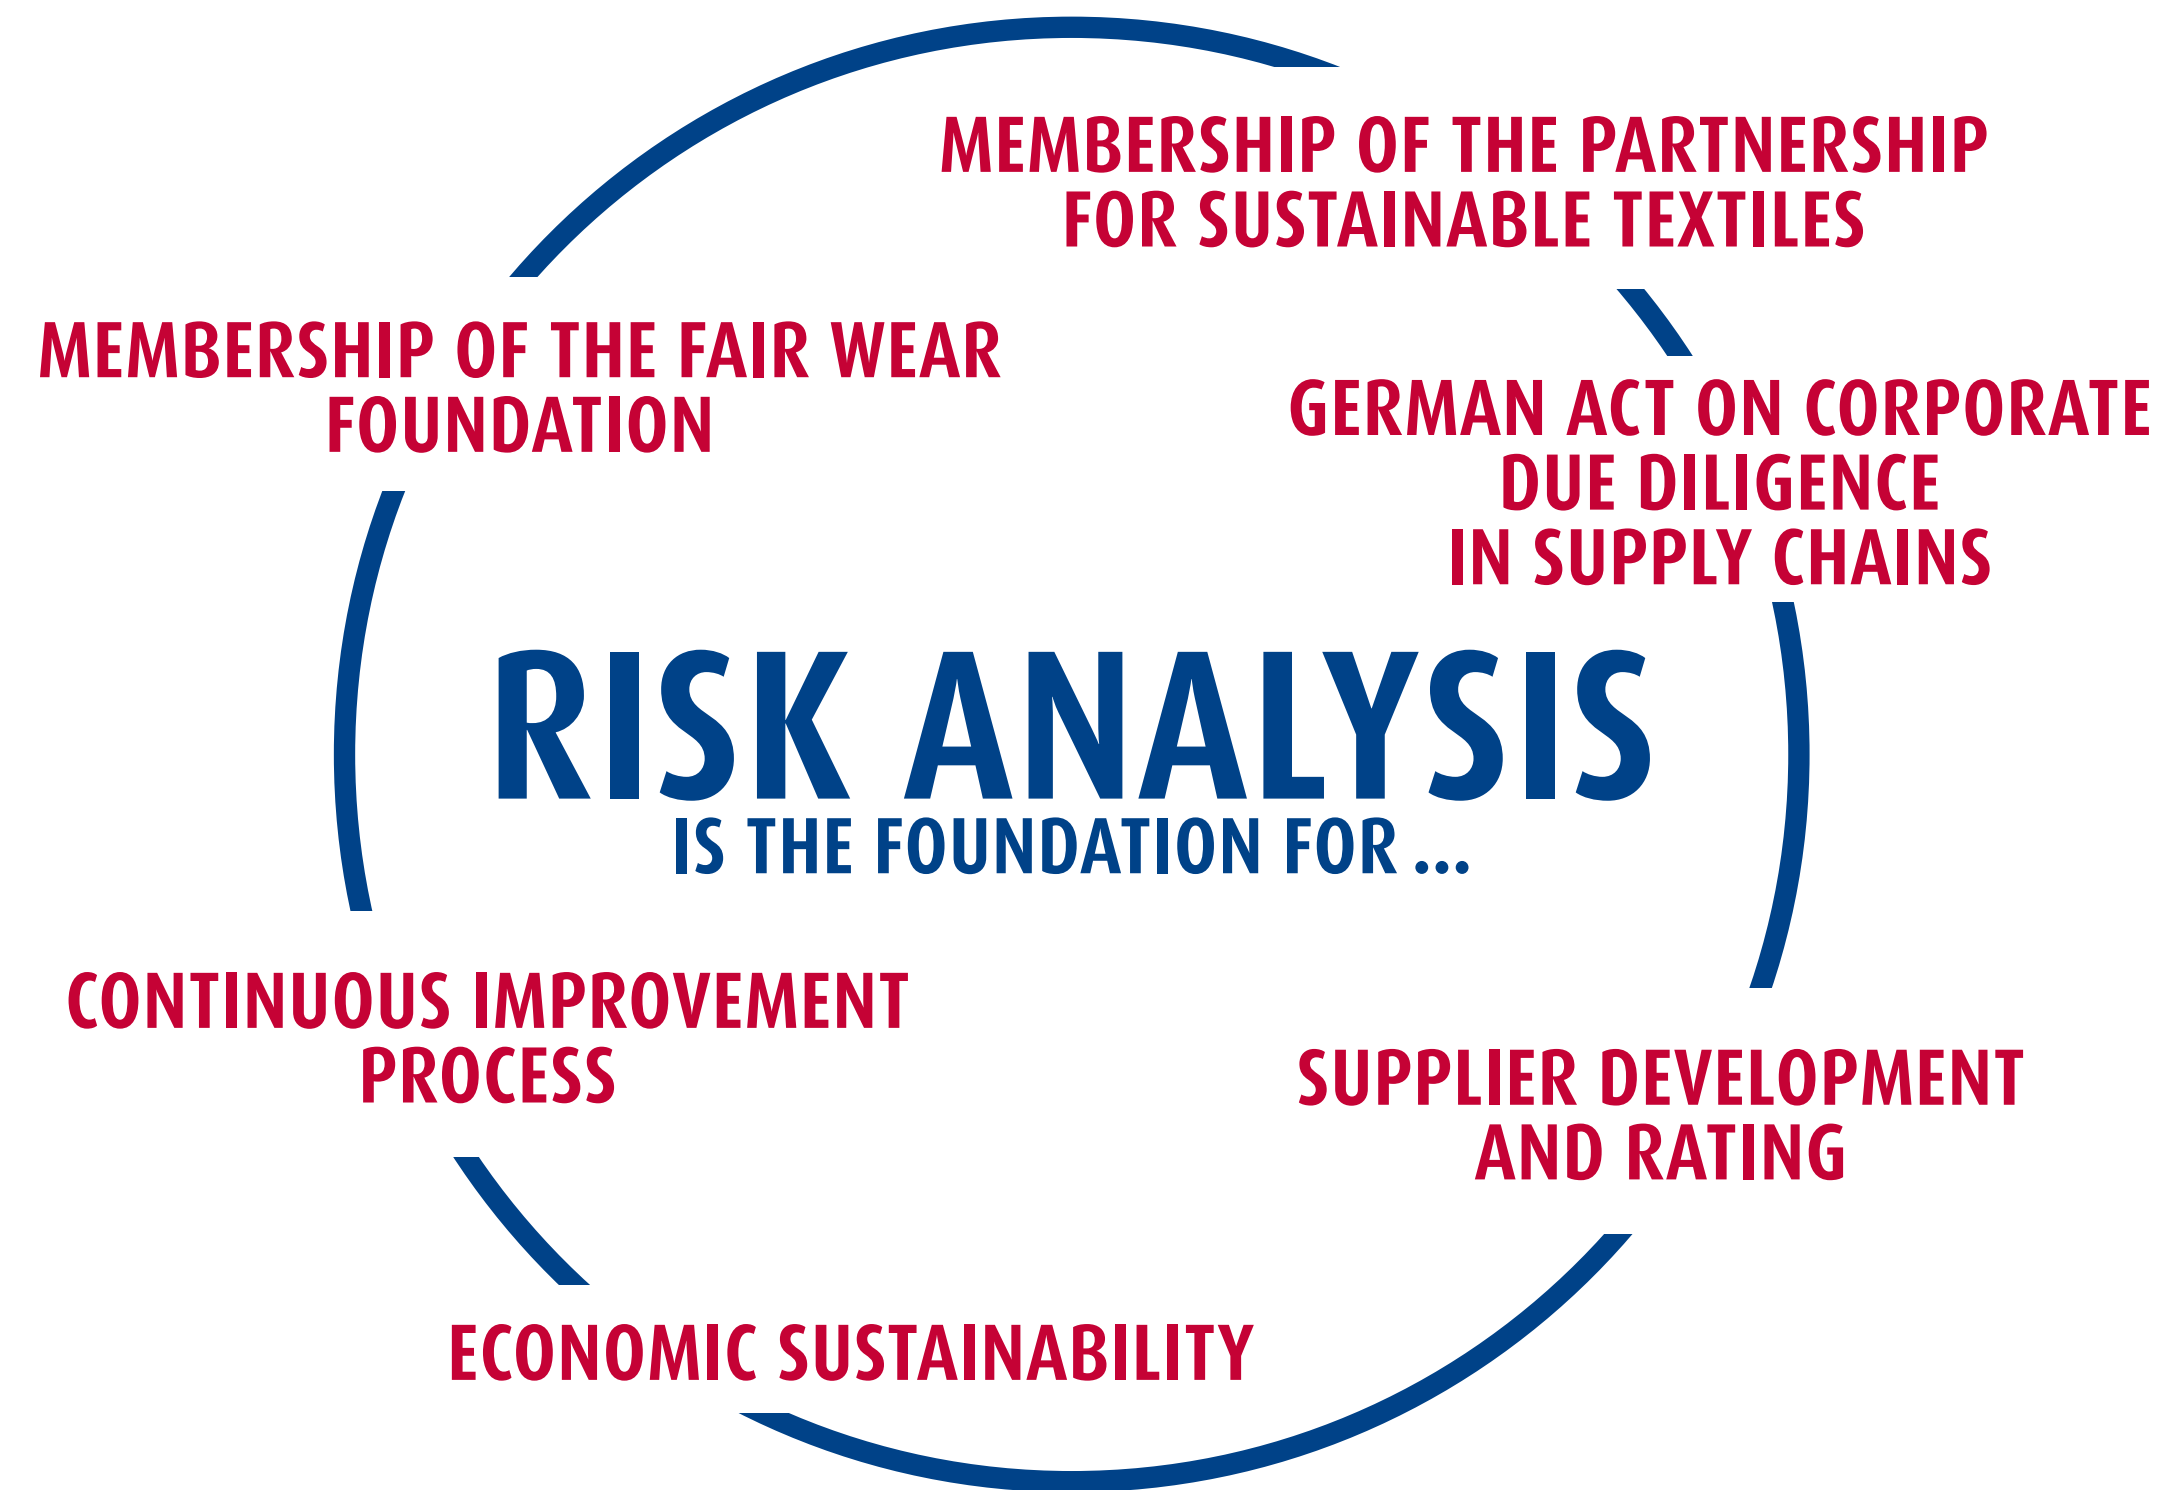 MEMBERSHIP OF THE PARTNERSHIP
FOR SUSTAINABLE TEXTILES
MEMBERSHIP OF THE FAIR WEAR
FOUNDATION
GERMAN ACT ON CORPORATE
DUE DILIGENCE
IN SUPPLY CHAINS
RISK ANALYSIS
IS THE FOUNDATION FOR ...
CONTINUOUS IMPROVEMENT
PROCESS
SUPPLIER DEVELOPMENT
AND RATING
ECONOMIC SUSTAINABILITY